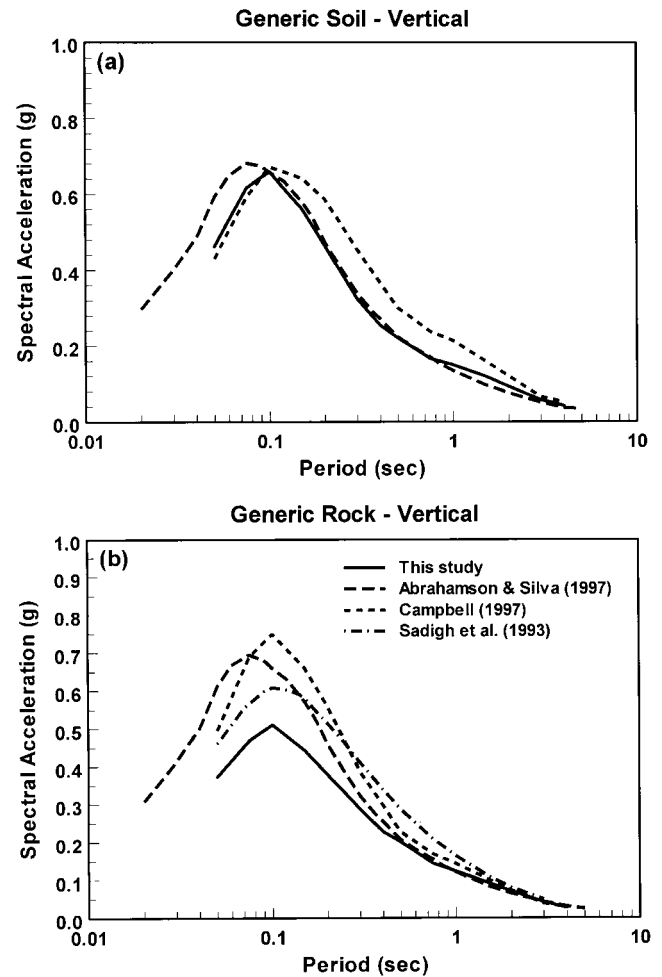 Generic Soil - Vertical
(a)
1.0
0.8
0.6
0.4
0.2
0.0
Spectral Acceleration (g)
0.01
0.1
1
10
Period (sec)
Generic Rock - Vertical
(b)
1.0
0.9
0.8
0.7
0.6
0.5
0.4
0.3
0.2
0.1
0.0
Spectral Acceleration (g)
This study
Abrahamson & Silva (1997)
Campbell (1997)
Sadigh et al. (1993)
0.01
0.1
1
10
Period (sec)